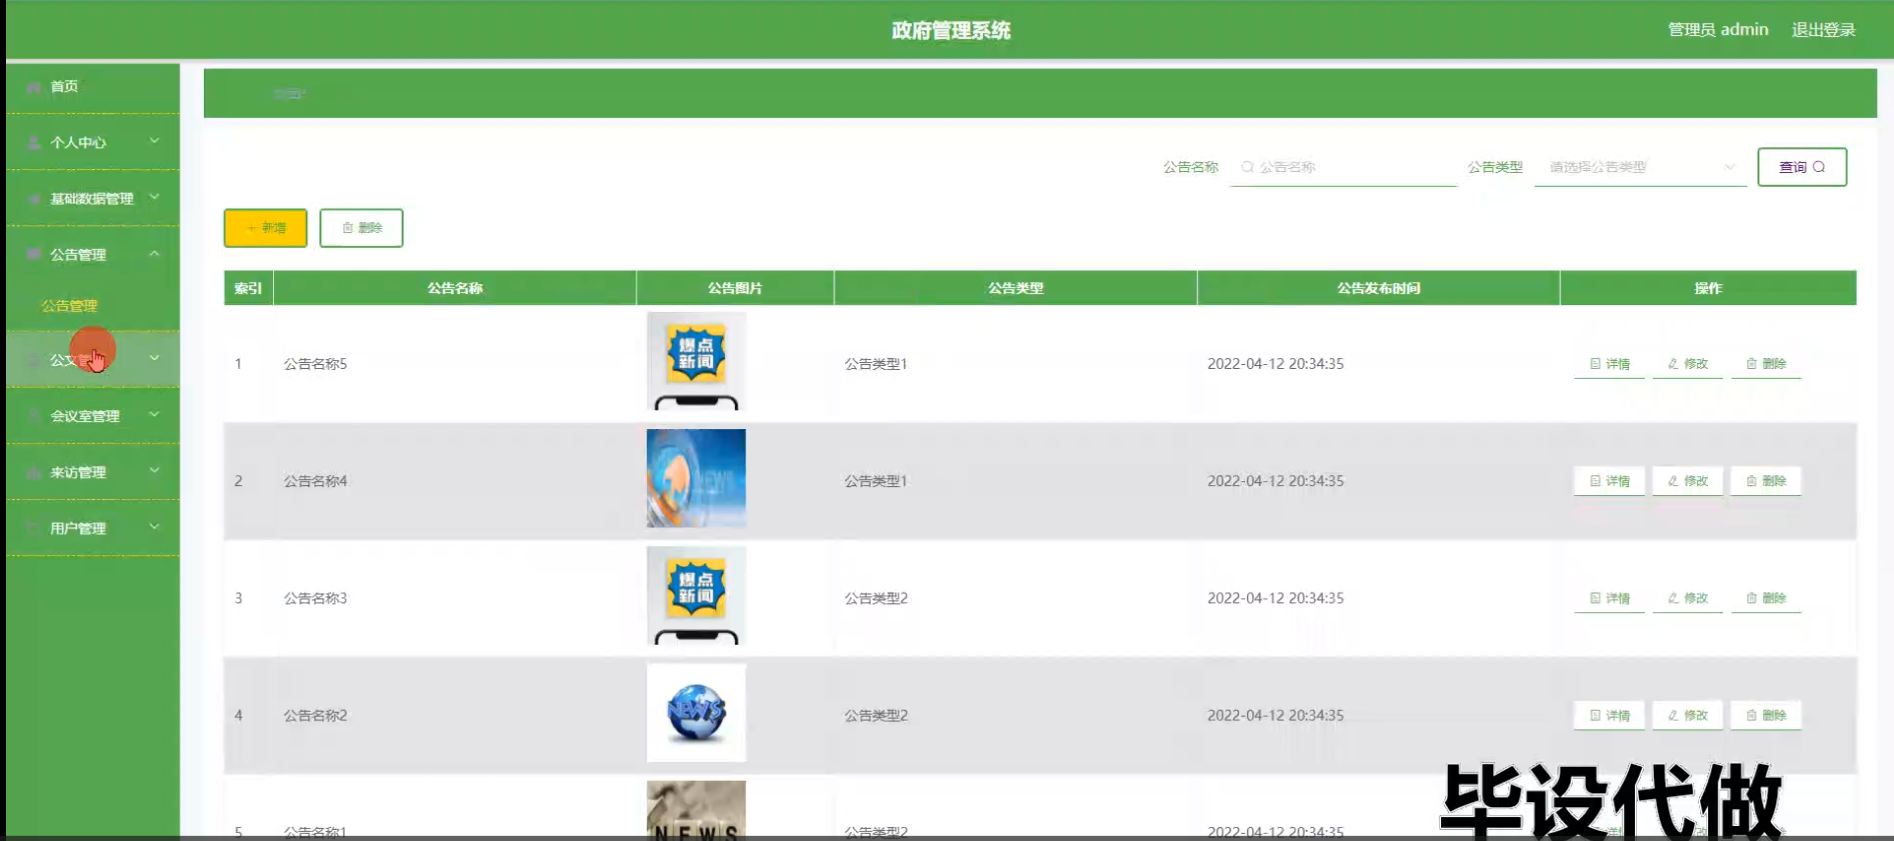 政府管理系统
管理员 admin 退出登录
首页
个人中心
基础数据管理
公告管理
公告管理
公文管理
会议室管理
来访管理
用户管理
公告名称 公告名称 公告类型 请选择公告类型 查询
+ 新增 删除
索引 公告名称 公告图片 公告类型 公告发布时间 操作
1 公告名称5 爆点新闻 公告类型1 2022-04-12 20:34:35 详情 修改 删除
2 公告名称4 NEWS 公告类型1 2022-04-12 20:34:35 详情 修改 删除
3 公告名称3 爆点新闻 公告类型2 2022-04-12 20:34:35 详情 修改 删除
4 公告名称2 NEWS 公告类型2 2022-04-12 20:34:35 详情 修改 删除
5 公告名称1 NEWS 公告类型2 2022-04-12 20:34:35
毕设代做